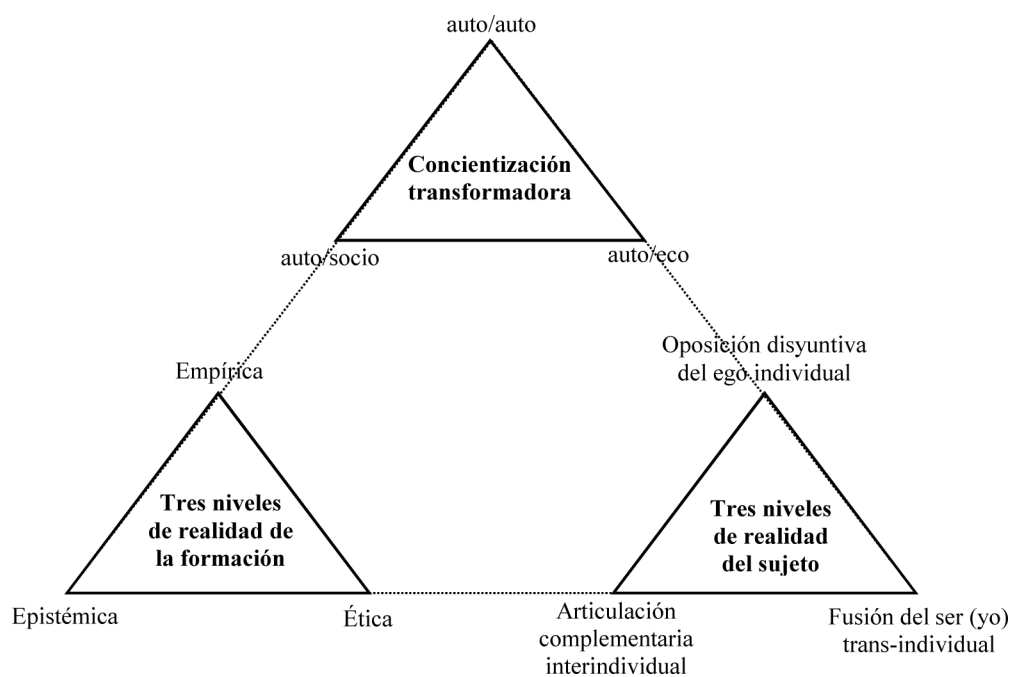 auto/auto
Concientización
transformadora
auto/socio
auto/eco
Empírica
Oposición disyuntiva
del ego individual
Tres niveles
de realidad de
la formación
Tres niveles
de realidad
del sujeto
Epistémica
Ética
Articulación
complementaria
interindividual
Fusión del ser (yo)
trans-individual